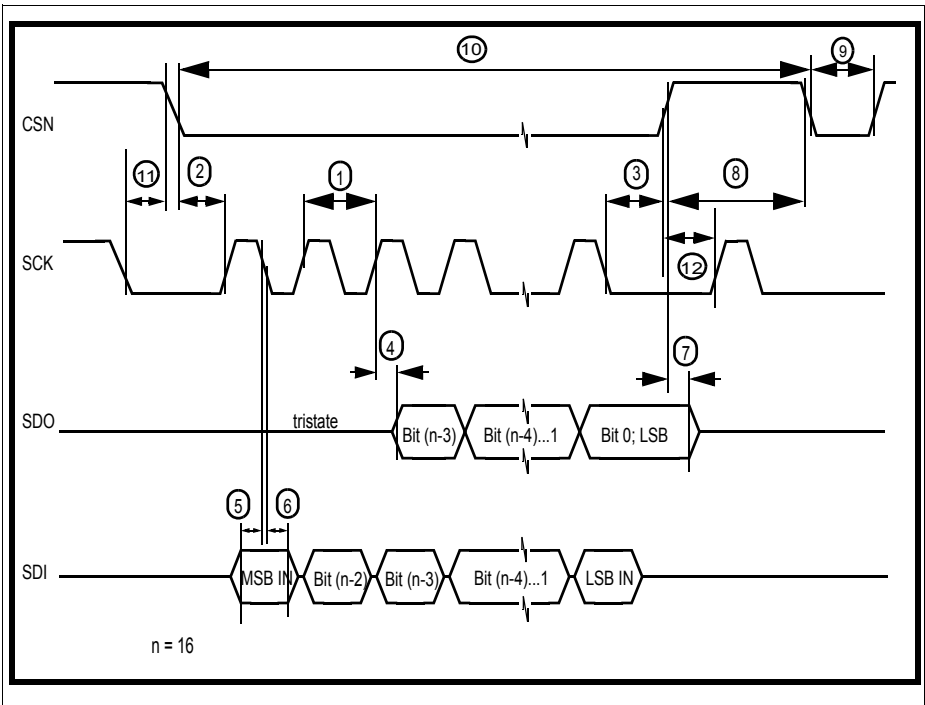 10
9
CSN
11
2
1
3
8
SCK
12
4
7
SDO
tristate
Bit (n-3)
Bit (n-4)...1
Bit 0; LSB
5
6
SDI
MSB IN
Bit (n-2)
Bit (n-3)
Bit (n-4)...1
LSB IN
n = 16